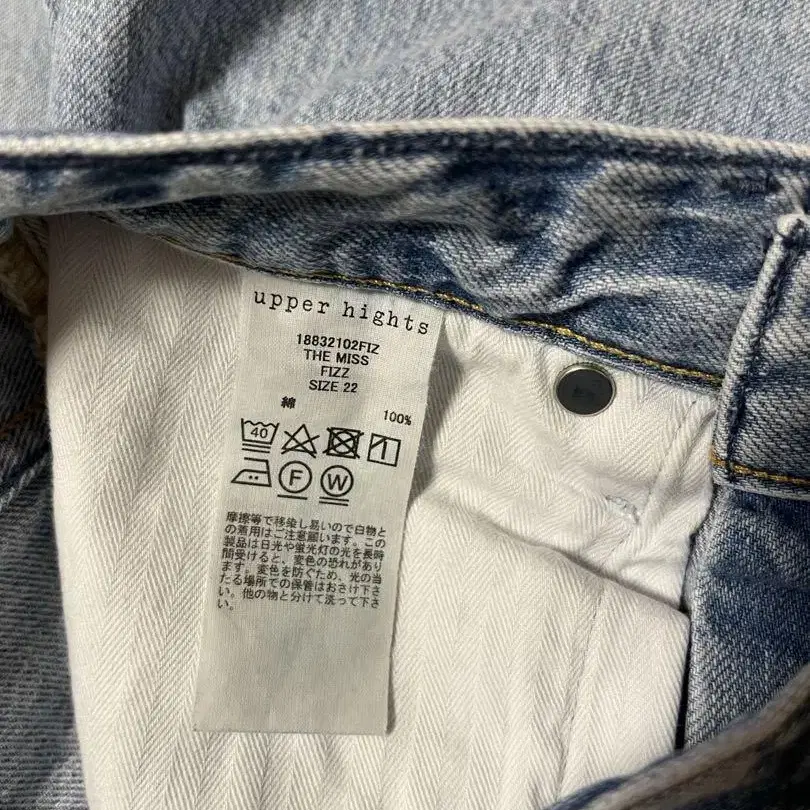 upper hights
18832102FIZ
THE MISS
FIZZ
SIZE 22
綿 100%
40
F W
摩擦等で移染し易いので白物と
の着用はご注意願います。この
製品は日光や蛍光灯の光を長時
間受けると、変色の恐れがあり
ます。変色を防ぐため、光の当
たる場所での保管はおさけ下さ
い。他の物と分けて洗って下さ
い。